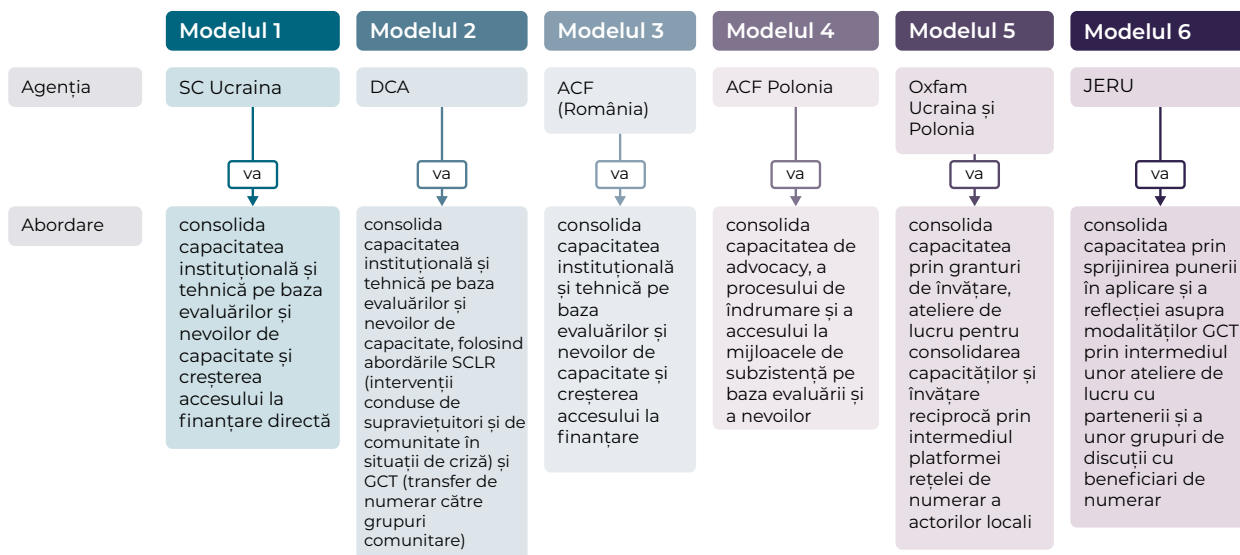 Modelul 1
Modelul 2
Modelul 3
Modelul 4
Modelul 5
Modelul 6
Agenția
SC Ucraina
DCA
ACF
(România)
ACF Polonia
Oxfam
Ucraina și
Polonia
JERU
va
va
va
va
va
va
Abordare
consolida
capacitatea
instituțională și
tehnică pe baza
evaluărilor și
nevoilor de
capacitate și
creșterea
accesului la
finanțare directă
consolida
capacitatea
instituțională și
tehnică pe baza
evaluărilor și
nevoilor de
capacitate, folosind
abordările SCLR
(intervenții
conduse de
supraviețuitori și de
comunitate în
situații de criză) și
GCT (transfer de
numerar către
grupuri
comunitare)
consolida
capacitatea
instituțională
și tehnică pe
baza
evaluărilor și
nevoilor de
capacitate și
creșterea
accesului la
finanțare
consolida
capacitatea de
advocacy, a
procesului de
îndrumare și a
accesului la
mijloacele de
subzistență pe
baza evaluării și
a nevoilor
consolida
capacitatea
prin granturi
de învățare,
ateliere de
lucru pentru
consolidarea
capacităților și
învățare
reciprocă prin
intermediul
platformei
rețelei de
numerar a
actorilor locali
consolida
capacitatea prin
sprijinirea punerii
în aplicare și a
reflecției asupra
modalităților GCT
prin intermediul
unor ateliere de
lucru cu
partenerii și a
unor grupuri de
discuții cu
beneficiari de
numerar